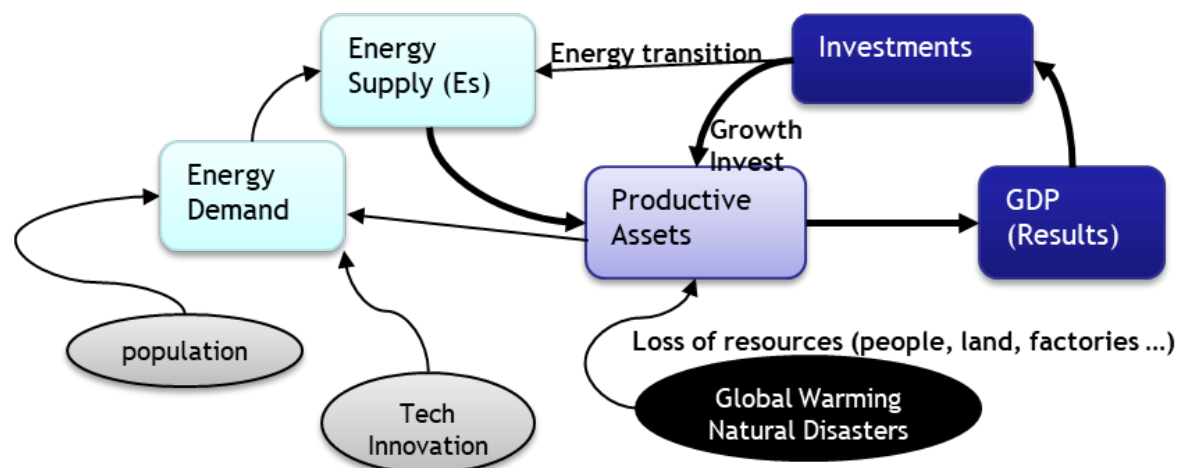 Energy
Supply (Es)
Energy transition
Investments
Growth
Invest
Energy
Demand
Productive
Assets
GDP
(Results)
population
Loss of resources (people, land, factories ...)
Tech
Innovation
Global Warming
Natural Disasters